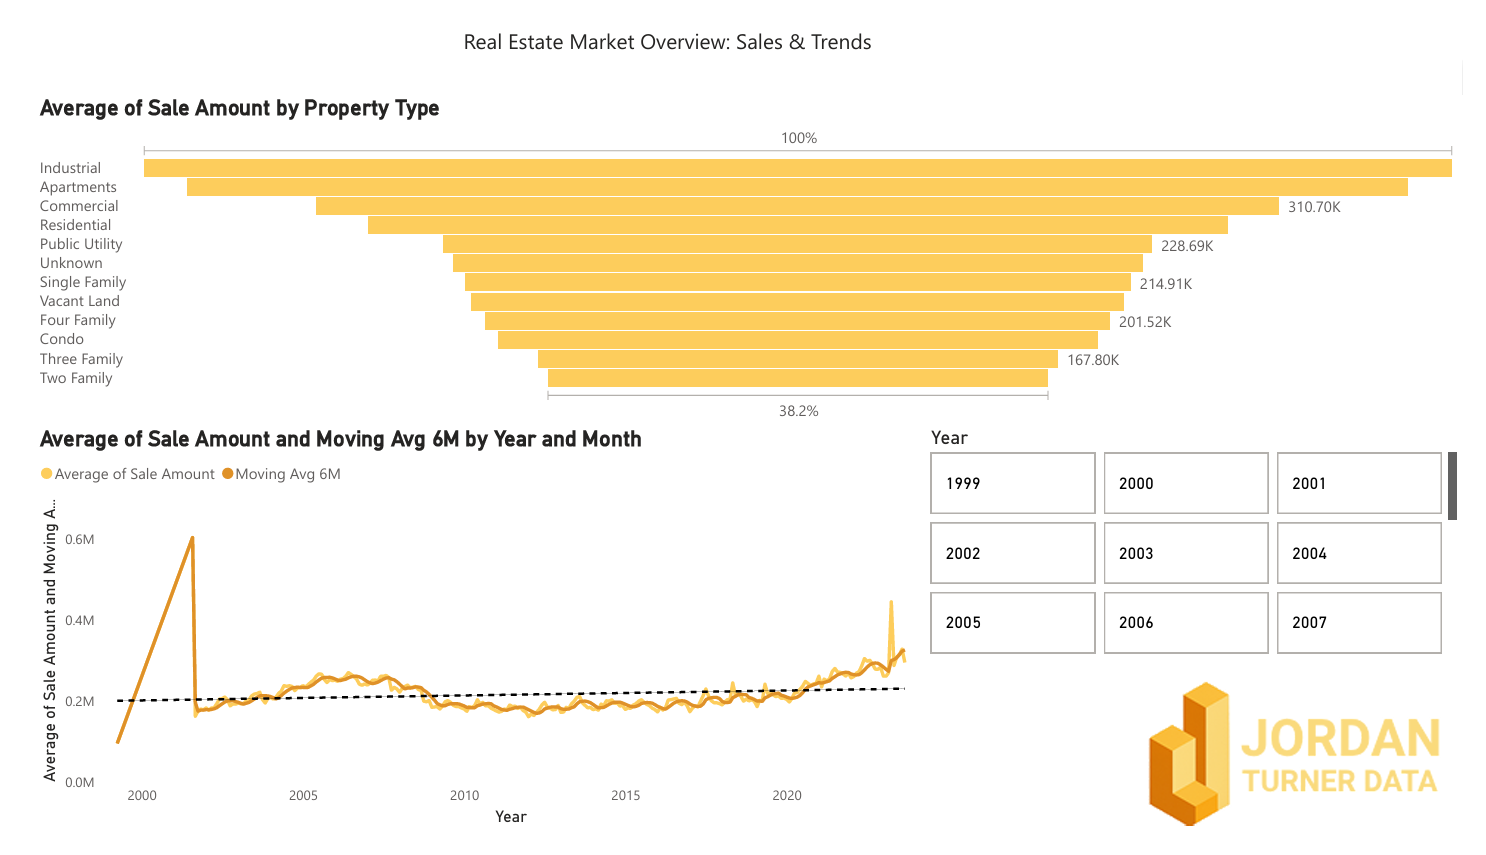 Real Estate Market Overview: Sales & Trends
Average of Sale Amount by Property Type
100%
Industrial
Apartments
Commercial 310.70K
Residential
Public Utility 228.69K
Unknown
Single Family 214.91K
Vacant Land
Four Family 201.52K
Condo
Three Family 167.80K
Two Family
38.2%
Average of Sale Amount and Moving Avg 6M by Year and Month
Average of Sale Amount Moving Avg 6M
Average of Sale Amount and Moving A...
0.6M
0.4M
0.2M
0.0M
2000 2005 2010 2015 2020
Year
Year
1999 2000 2001
2002 2003 2004
2005 2006 2007
JORDAN
TURNER DATA